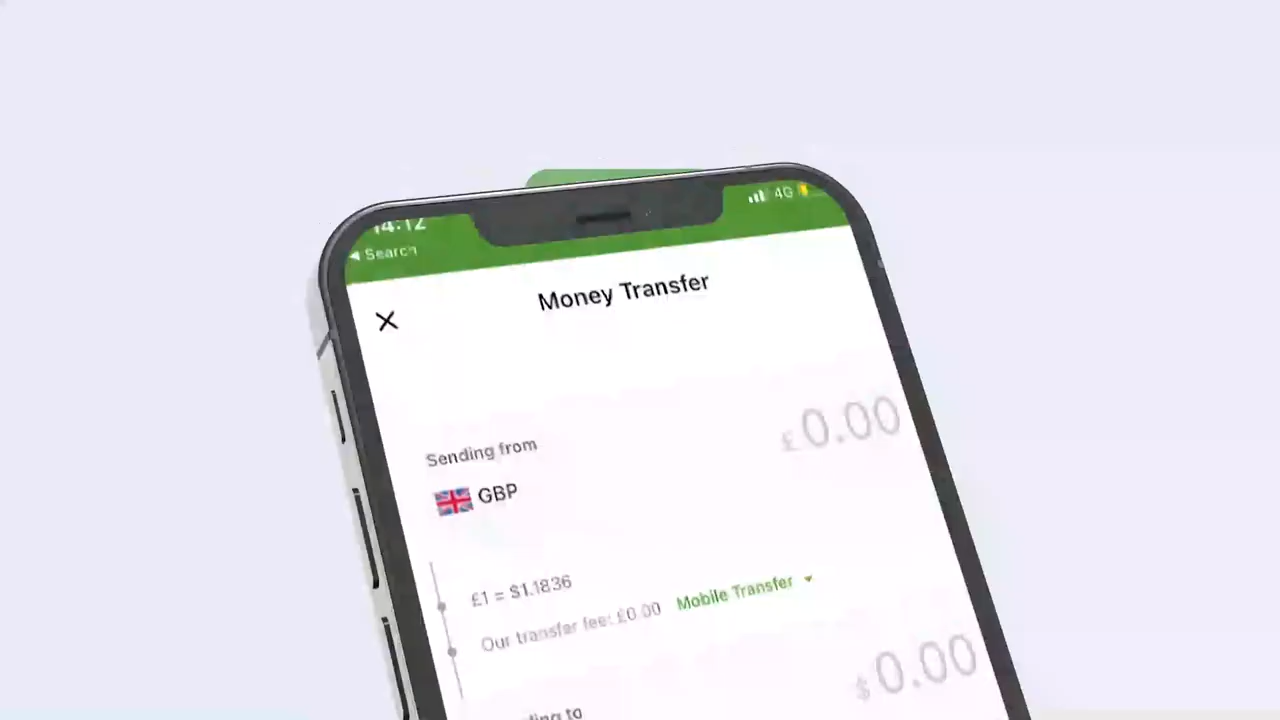 14:12
4G
◀ Search
Money Transfer
Sending from
£0.00
GBP
£1 = $1.1836
Our transfer fee: £0.00 Mobile Transfer
$0.00
to